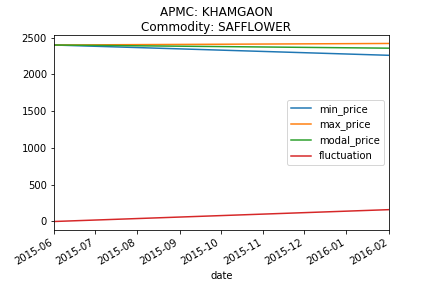 APMC: KHAMGAON
Commodity: SAFFLOWER
2500
2000
1500
1000
500
0
min_price
max_price
modal_price
fluctuation
2015-06
2015-07
2015-08
2015-09
2015-10
2015-11
2015-12
2016-01
2016-02
date